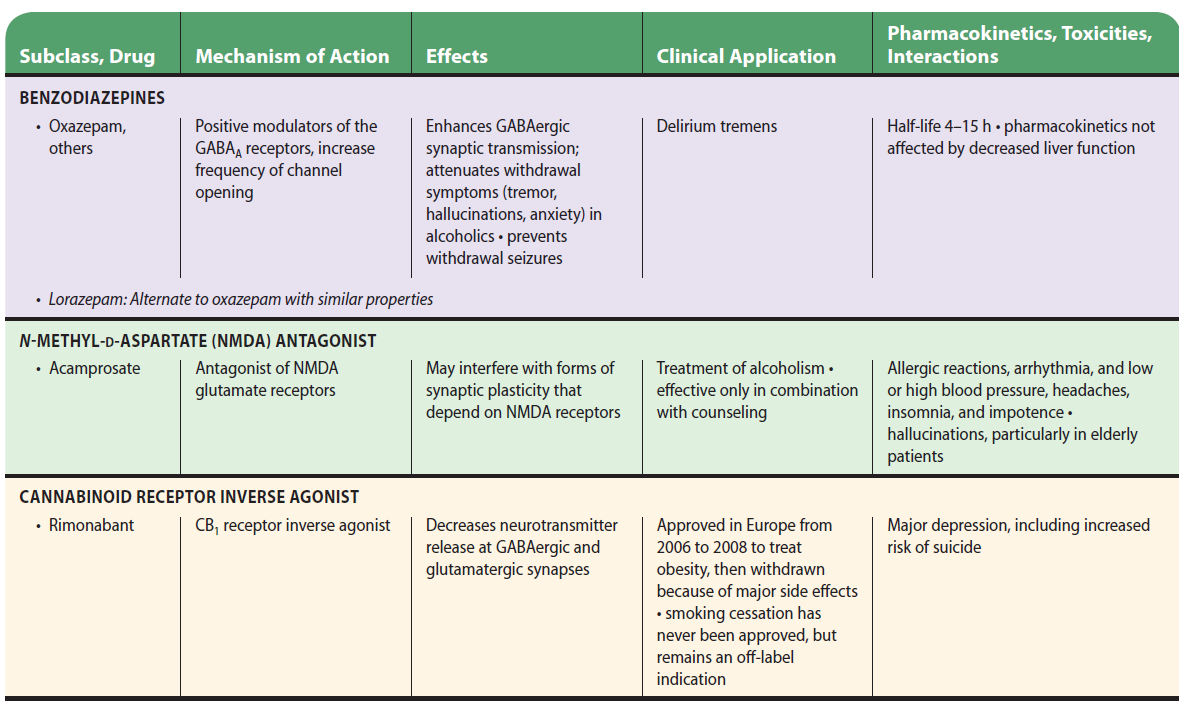 Subclass, Drug
Mechanism of Action
Effects
Clinical Application
Pharmacokinetics, Toxicities,
Interactions
BENZODIAZEPINES
• Oxazepam,
others
Positive modulators of the
GABA_A receptors, increase
frequency of channel
opening
Enhances GABAergic
synaptic transmission;
attenuates withdrawal
symptoms (tremor,
hallucinations, anxiety) in
alcoholics • prevents
withdrawal seizures
Delirium tremens
Half-life 4–15 h • pharmacokinetics not
affected by decreased liver function
• Lorazepam: Alternate to oxazepam with similar properties
N-METHYL-D-ASPARTATE (NMDA) ANTAGONIST
• Acamprosate
Antagonist of NMDA
glutamate receptors
May interfere with forms of
synaptic plasticity that
depend on NMDA receptors
Treatment of alcoholism •
effective only in combination
with counseling
Allergic reactions, arrhythmia, and low
or high blood pressure, headaches,
insomnia, and impotence •
hallucinations, particularly in elderly
patients
CANNABINOID RECEPTOR INVERSE AGONIST
• Rimonabant
CB₁ receptor inverse agonist
Decreases neurotransmitter
release at GABAergic and
glutamatergic synapses
Approved in Europe from
2006 to 2008 to treat
obesity, then withdrawn
because of major side effects
• smoking cessation has
never been approved, but
remains an off-label
indication
Major depression, including increased
risk of suicide